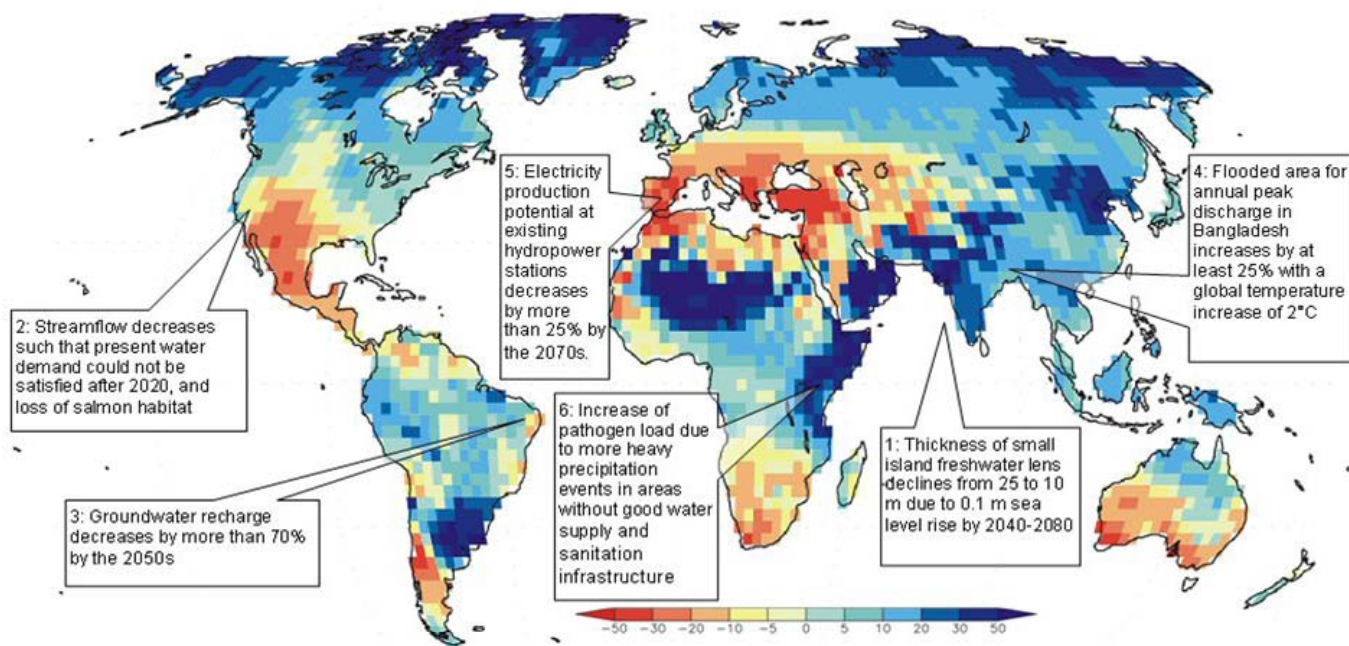 5: Electricity
production
potential at
existing
hydropower
stations
decreases
by more
than 25% by
the 2070s.
4: Flooded area for
annual peak
discharge in
Bangladesh
increases by at
least 25% with a
global temperature
increase of 2°C
2: Streamflow decreases
such that present water
demand could not be
satisfied after 2020, and
loss of salmon habitat
6: Increase of
pathogen load due
to more heavy
precipitation
events in areas
without good water
supply and
sanitation
infrastructure
1: Thickness of small
island freshwater lens
declines from 25 to 10
m due to 0.1 m sea
level rise by 2040-2080
3: Groundwater recharge
decreases by more than 70%
by the 2050s
-50 -30 -20 -10 -5 0 5 10 20 30 50